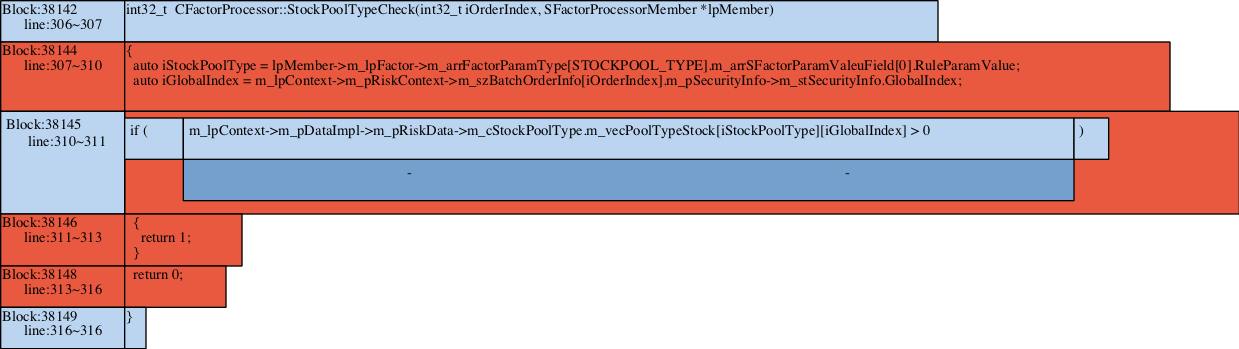 Block:38142 int32_t  CFactorProcessor::StockPoolTypeCheck(int32_t iOrderIndex, SFactorProcessorMember *lpMember)
line:306~307
Block:38144 {
line:307~310 auto iStockPoolType = lpMember->m_lpFactor->m_arrFactorParamType[STOCKPOOL_TYPE].m_arrSFactorParamValeuField[0].RuleParamValue;
auto iGlobalIndex = m_lpContext->m_pRiskContext->m_szBatchOrderInfo[iOrderIndex].m_pSecurityInfo->m_stSecurityInfo.GlobalIndex;
Block:38145 if ( m_lpContext->m_pDataImpl->m_pRiskData->m_cStockPoolType.m_vecPoolTypeStock[iStockPoolType][iGlobalIndex] > 0 )
line:310~311
- -
Block:38146 {
line:311~313 return 1;
}
Block:38148 return 0;
line:313~316
Block:38149 }
line:316~316